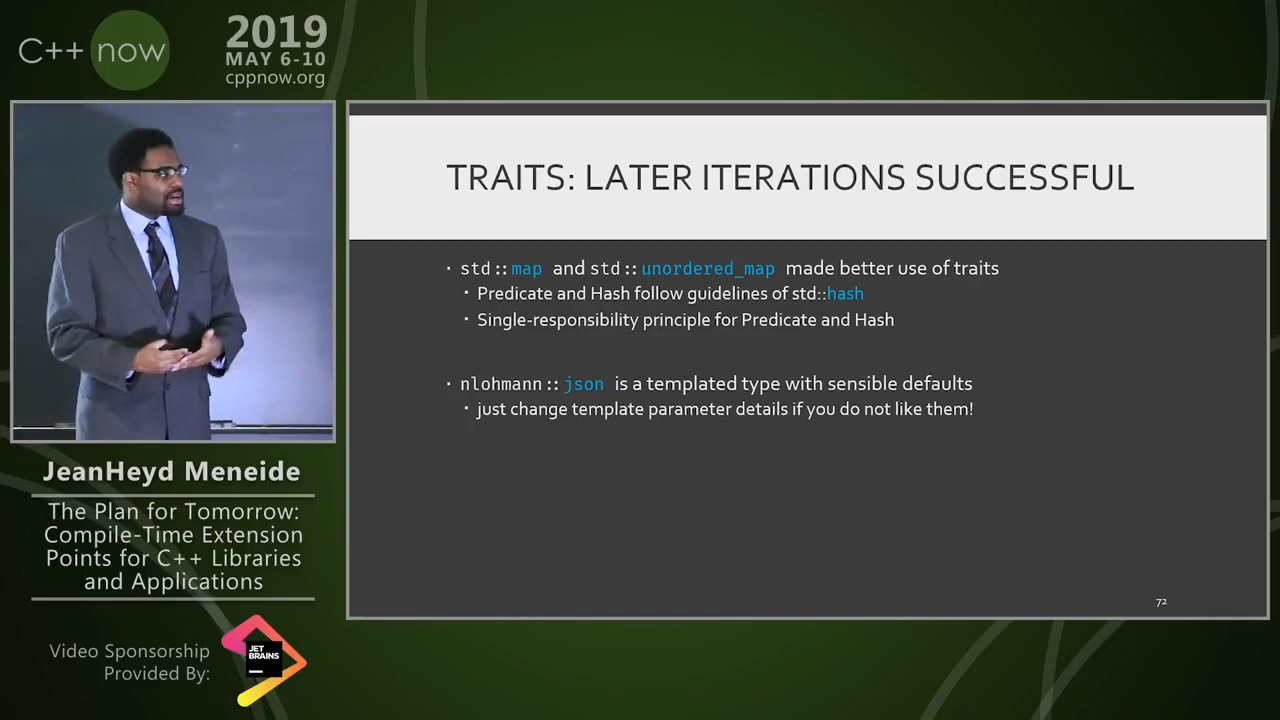 C++ now
2019
MAY 6-10
cppnow.org
TRAITS: LATER ITERATIONS SUCCESSFUL
· std::map and std::unordered_map made better use of traits
· Predicate and Hash follow guidelines of std::hash
· Single-responsibility principle for Predicate and Hash
· nlohmann::json is a templated type with sensible defaults
· just change template parameter details if you do not like them!
72
JeanHeyd Meneide
The Plan for Tomorrow:
Compile-Time Extension
Points for C++ Libraries
and Applications
Video Sponsorship
Provided By:
JET
BRAINS